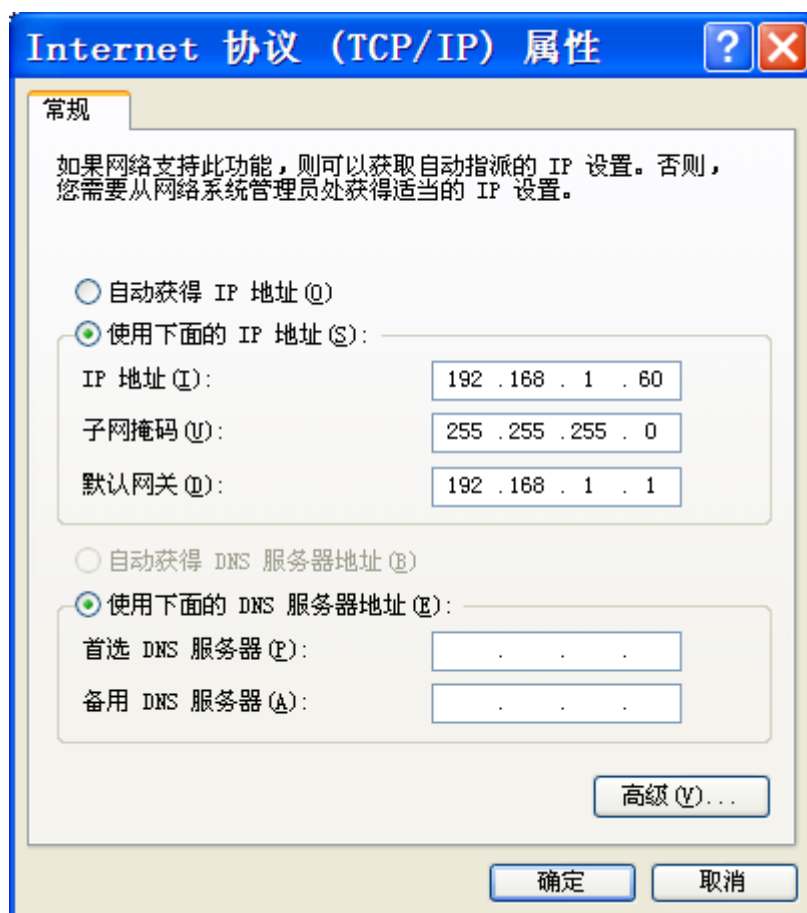 Internet 协议 (TCP/IP) 属性
常规
如果网络支持此功能，则可以获取自动指派的 IP 设置。否则，
您需要从网络系统管理员处获得适当的 IP 设置。
自动获得 IP 地址(O)
使用下面的 IP 地址(S):
IP 地址(I): 192 .168 . 1 . 60
子网掩码(U): 255 .255 .255 . 0
默认网关(D): 192 .168 . 1 . 1
自动获得 DNS 服务器地址(B)
使用下面的 DNS 服务器地址(E):
首选 DNS 服务器(P): . . .
备用 DNS 服务器(A): . . .
高级(V)...
确定 取消